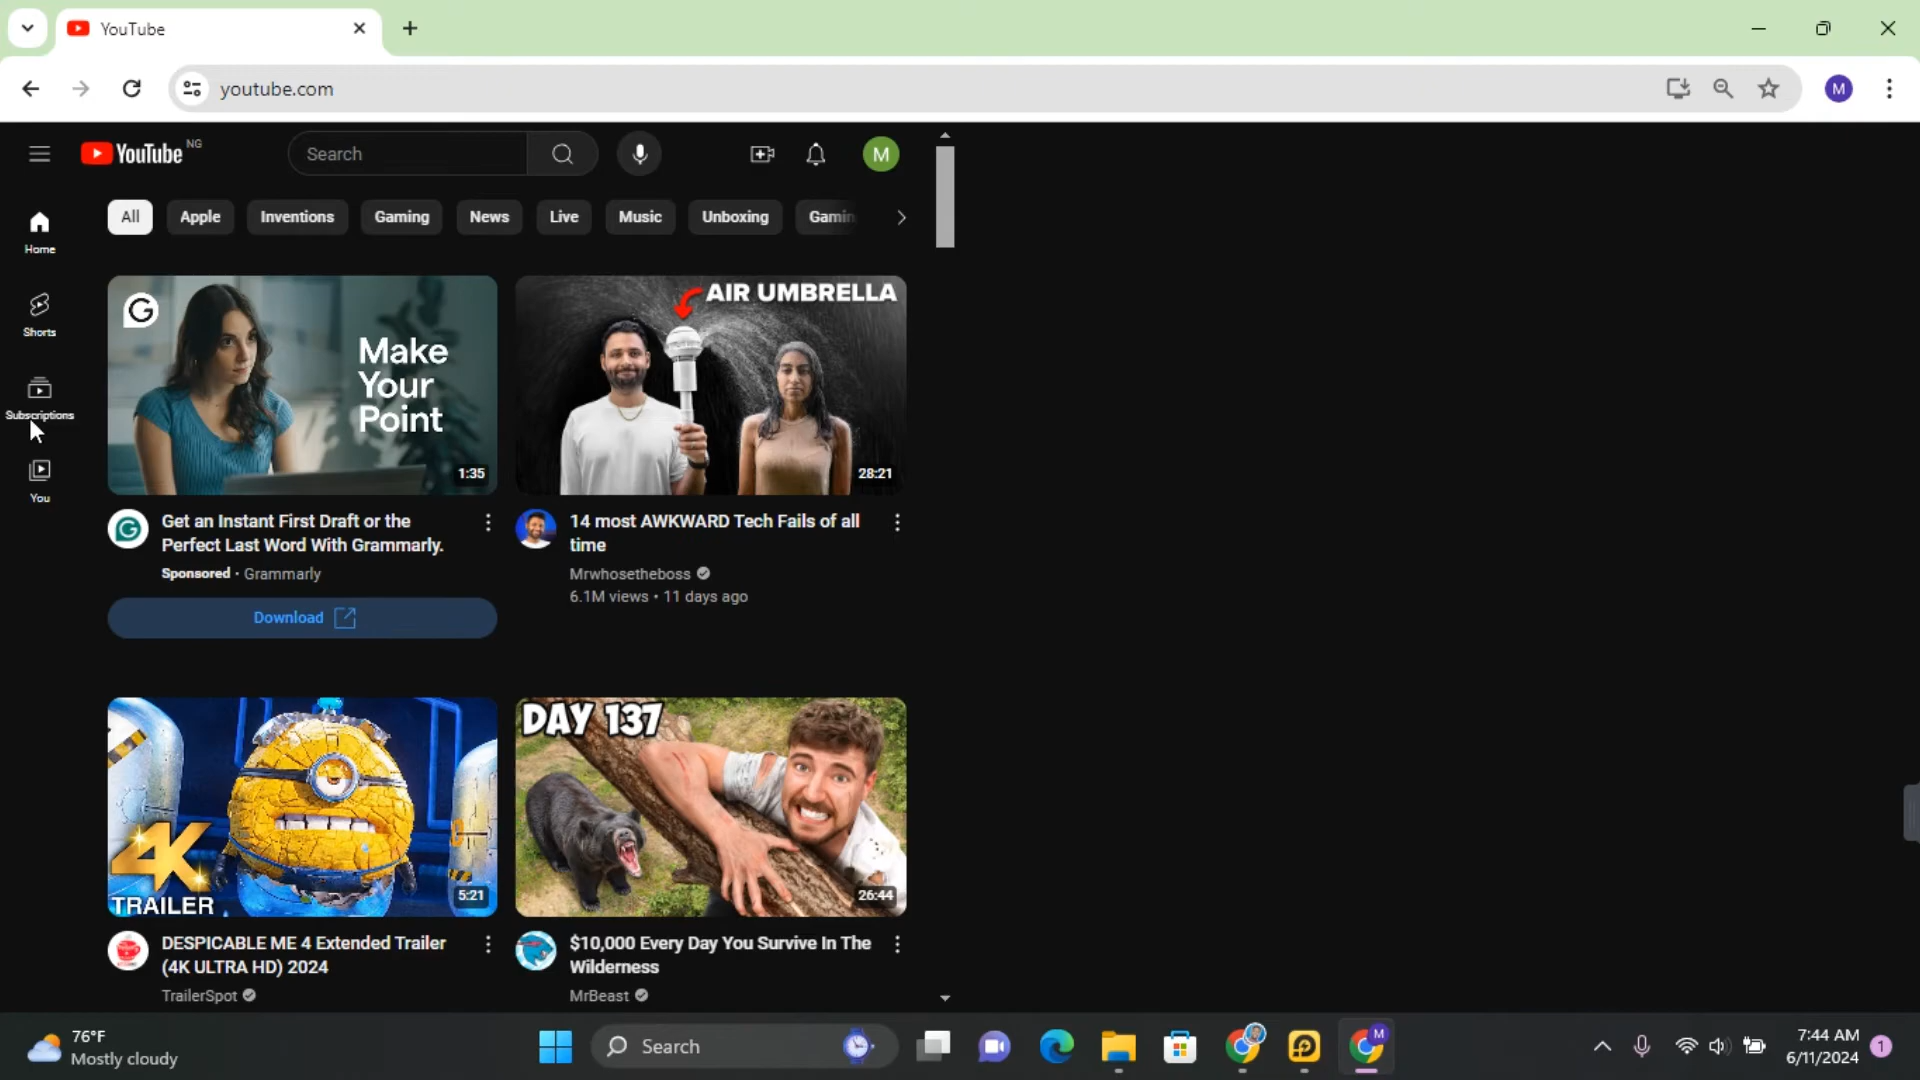 YouTube
youtube.com
M
YouTube NG
Search
M
All
Apple
Inventions
Gaming
News
Live
Music
Unboxing
Gamin
Home
Shorts
Subscriptions
You
G
Make
Your
Point
1:35
AIR UMBRELLA
28:21
G
Get an Instant First Draft or the
Perfect Last Word With Grammarly.
Sponsored • Grammarly
Download
14 most AWKWARD Tech Fails of all
time
Mrwhosetheboss
6.1M views • 11 days ago
4K
TRAILER
5:21
DAY 137
26:44
DESPICABLE ME 4 Extended Trailer
(4K ULTRA HD) 2024
TrailerSpot
$10,000 Every Day You Survive In The
Wilderness
MrBeast
76°F
Mostly cloudy
Search
M
7:44 AM
6/11/2024
1